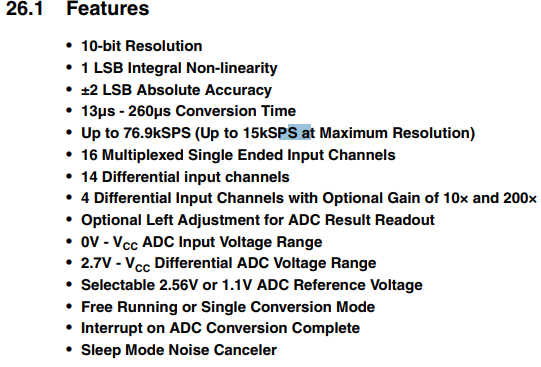 26.1 Features
• 10-bit Resolution
• 1 LSB Integral Non-linearity
• ±2 LSB Absolute Accuracy
• 13µs - 260µs Conversion Time
• Up to 76.9kSPS (Up to 15kSPS at Maximum Resolution)
• 16 Multiplexed Single Ended Input Channels
• 14 Differential input channels
• 4 Differential Input Channels with Optional Gain of 10× and 200×
• Optional Left Adjustment for ADC Result Readout
• 0V - VCC ADC Input Voltage Range
• 2.7V - VCC Differential ADC Voltage Range
• Selectable 2.56V or 1.1V ADC Reference Voltage
• Free Running or Single Conversion Mode
• Interrupt on ADC Conversion Complete
• Sleep Mode Noise Canceler